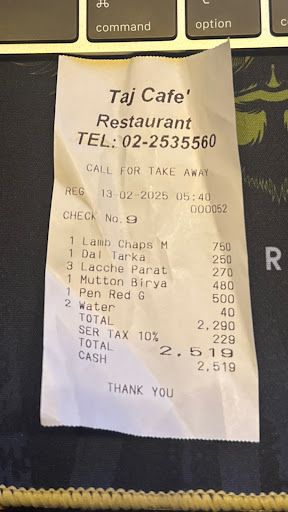 ⌘
command
⌥
option
Taj Cafe'
Restaurant
TEL: 02-2535560
CALL FOR TAKE AWAY
REG 13-02-2025 05:40
000052
CHECK No.9
1 Lamb Chaps M 750
1 Dal Tarka 250
3 Lacche Parat 270
1 Mutton Birya 480
1 Pen Red G 500
2 Water 40
TOTAL 2,290
SER TAX 10% 229
TOTAL 2,519
CASH 2,519
THANK YOU
R